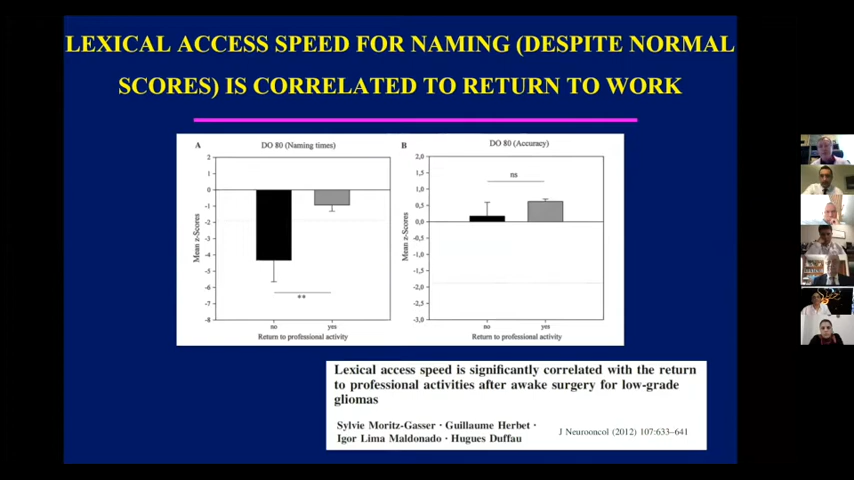 LEXICAL ACCESS SPEED FOR NAMING (DESPITE NORMAL
SCORES) IS CORRELATED TO RETURN TO WORK
A
DO 80 (Naming times)
2
1
0
-1
-2
-3
-4
-5
-6
-7
-8
Mean z-Scores
**
no
yes
Return to professional activity
B
DO 80 (Accuracy)
2,0
1,5
1,0
0,5
0,0
-0,5
-1,0
-1,5
-2,0
-2,5
-3,0
Mean z-Scores
ns
no
yes
Return to professional activity
Lexical access speed is significantly correlated with the return
to professional activities after awake surgery for low-grade
gliomas
Sylvie Moritz-Gasser · Guillaume Herbet ·
Igor Lima Maldonado · Hugues Duffau
J Neurooncol (2012) 107:633–641